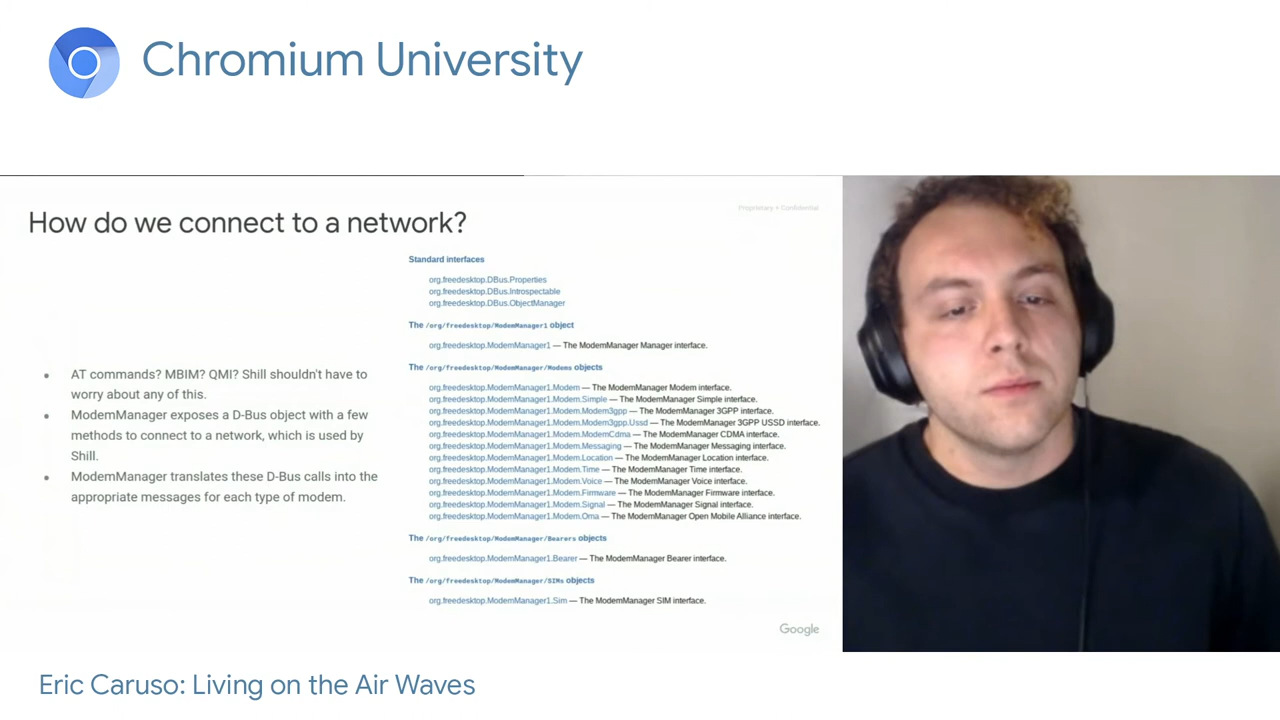 Chromium University
How do we connect to a network?
Proprietary + Confidential
AT commands? MBIM? QMI? Shill shouldn't have to
worry about any of this.
ModemManager exposes a D-Bus object with a few
methods to connect to a network, which is used by
Shill.
ModemManager translates these D-Bus calls into the
appropriate messages for each type of modem.
Standard interfaces
org.freedesktop.DBus.Properties
org.freedesktop.DBus.Introspectable
org.freedesktop.DBus.ObjectManager
The /org/freedesktop/ModemManager1 object
org.freedesktop.ModemManager1 — The ModemManager Manager interface.
The /org/freedesktop/ModemManager/Modems objects
org.freedesktop.ModemManager1.Modem — The ModemManager Modem interface.
org.freedesktop.ModemManager1.Modem.Simple — The ModemManager Simple interface.
org.freedesktop.ModemManager1.Modem.Modem3gpp — The ModemManager 3GPP interface.
org.freedesktop.ModemManager1.Modem.Modem3gpp.Ussd — The ModemManager 3GPP USSD interface.
org.freedesktop.ModemManager1.Modem.ModemCdma — The ModemManager CDMA interface.
org.freedesktop.ModemManager1.Modem.Messaging — The ModemManager Messaging interface.
org.freedesktop.ModemManager1.Modem.Location — The ModemManager Location interface.
org.freedesktop.ModemManager1.Modem.Time — The ModemManager Time interface.
org.freedesktop.ModemManager1.Modem.Voice — The ModemManager Voice interface.
org.freedesktop.ModemManager1.Modem.Firmware — The ModemManager Firmware interface.
org.freedesktop.ModemManager1.Modem.Signal — The ModemManager Signal interface.
org.freedesktop.ModemManager1.Modem.Oma — The ModemManager Open Mobile Alliance interface.
The /org/freedesktop/ModemManager/Bearers objects
org.freedesktop.ModemManager1.Bearer — The ModemManager Bearer interface.
The /org/freedesktop/ModemManager/SIMs objects
org.freedesktop.ModemManager1.Sim — The ModemManager SIM interface.
Google
Eric Caruso: Living on the Air Waves